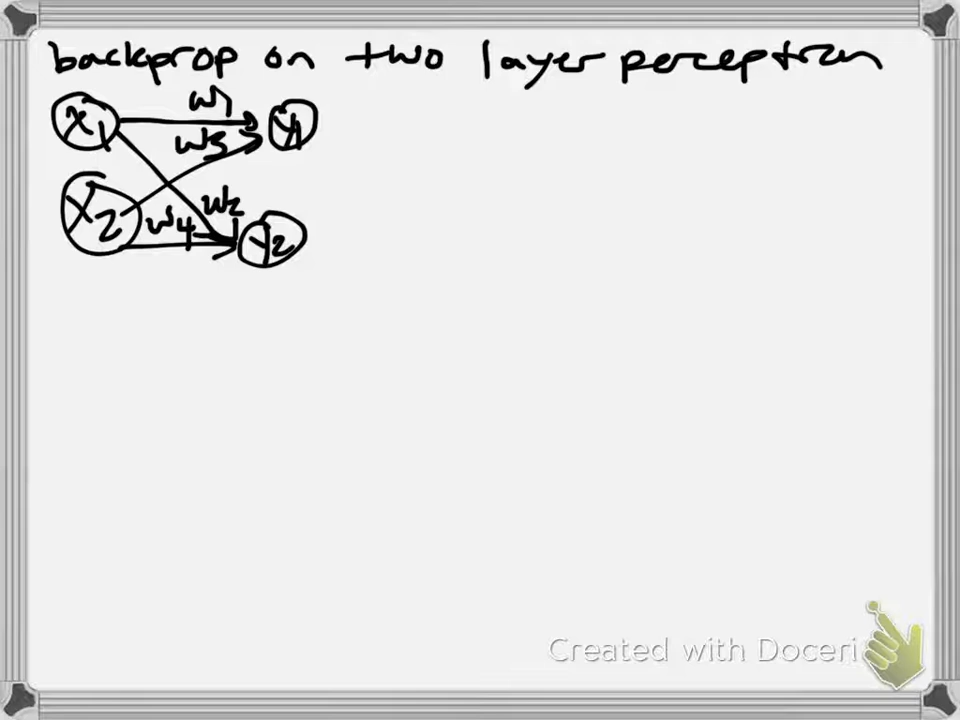 backprop on two layer perceptron
x1 w1 y1
w3
x2 w4 w2 y2
Created with Doceri